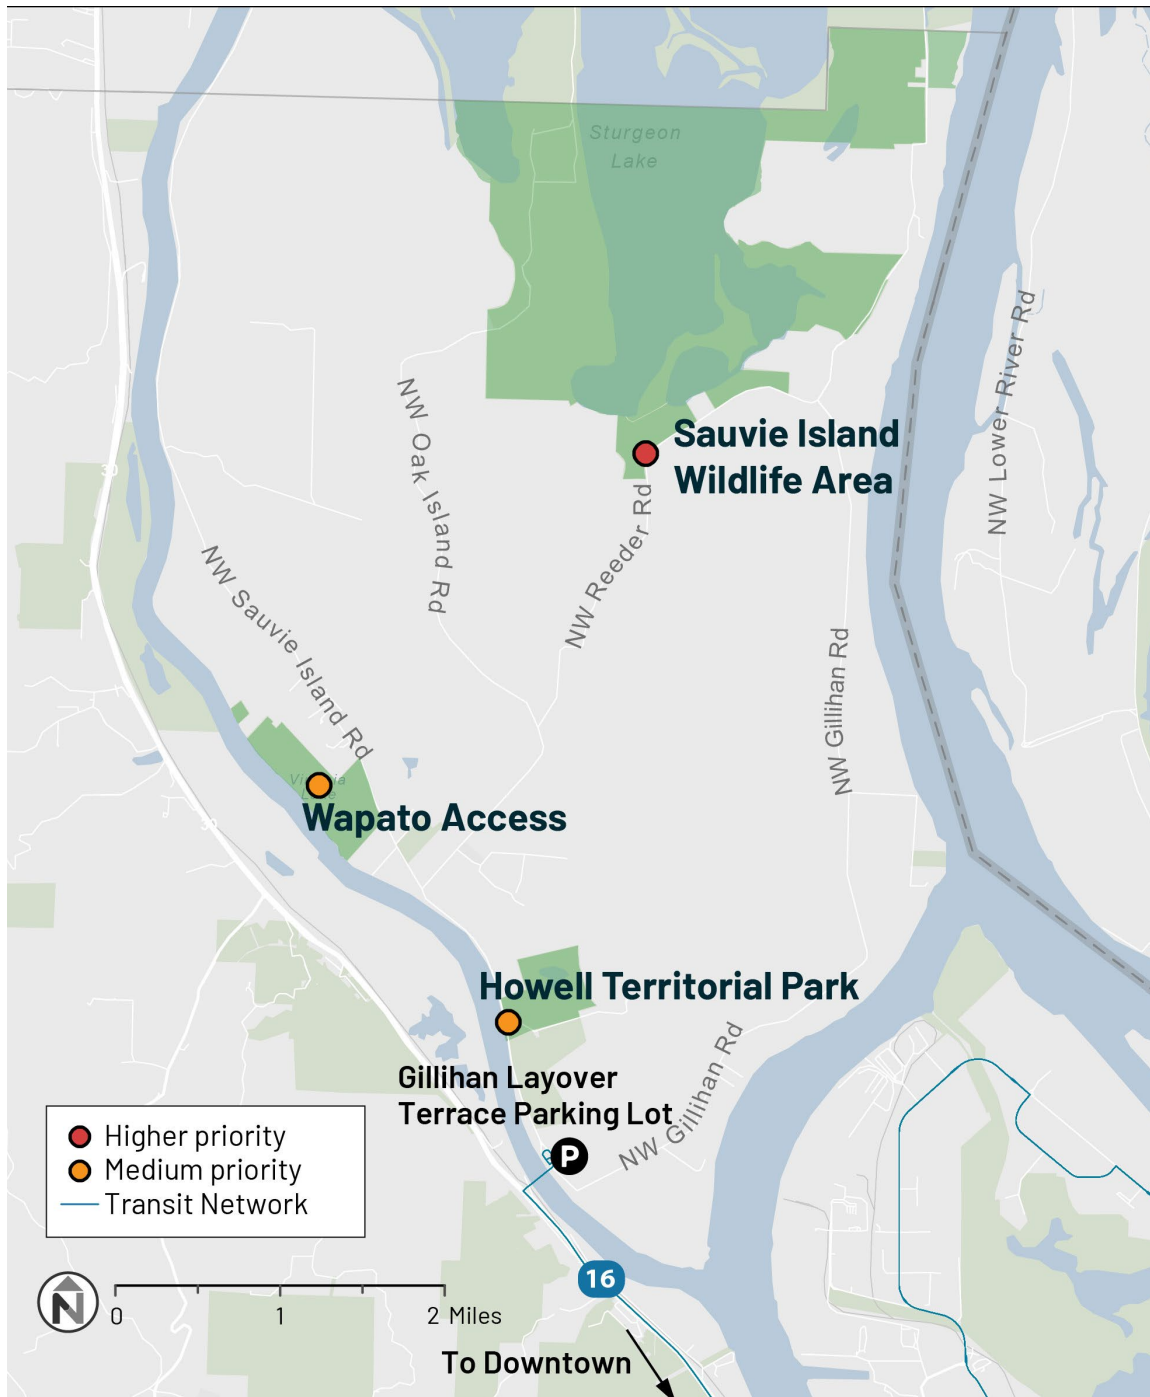 Sturgeon
Lake
Sauvie Island
Wildlife Area
NW Lower River Rd
NW Oak Island Rd
30
NW Reeder Rd
NW Sauvie Island Rd
NW Gillihan Rd
Wapato Access
30
Howell Territorial Park
Gillihan Layover
Terrace Parking Lot
P
NW Gillihan Rd
Higher priority
Medium priority
Transit Network
16
N
0 1 2 Miles
To Downtown